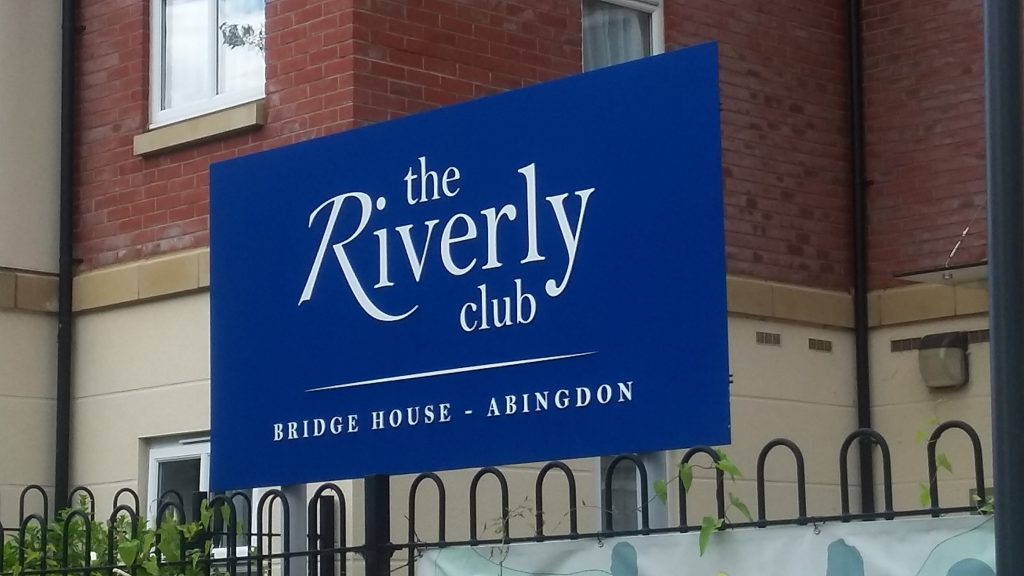 the
Riverly
club
BRIDGE HOUSE - ABINGDON